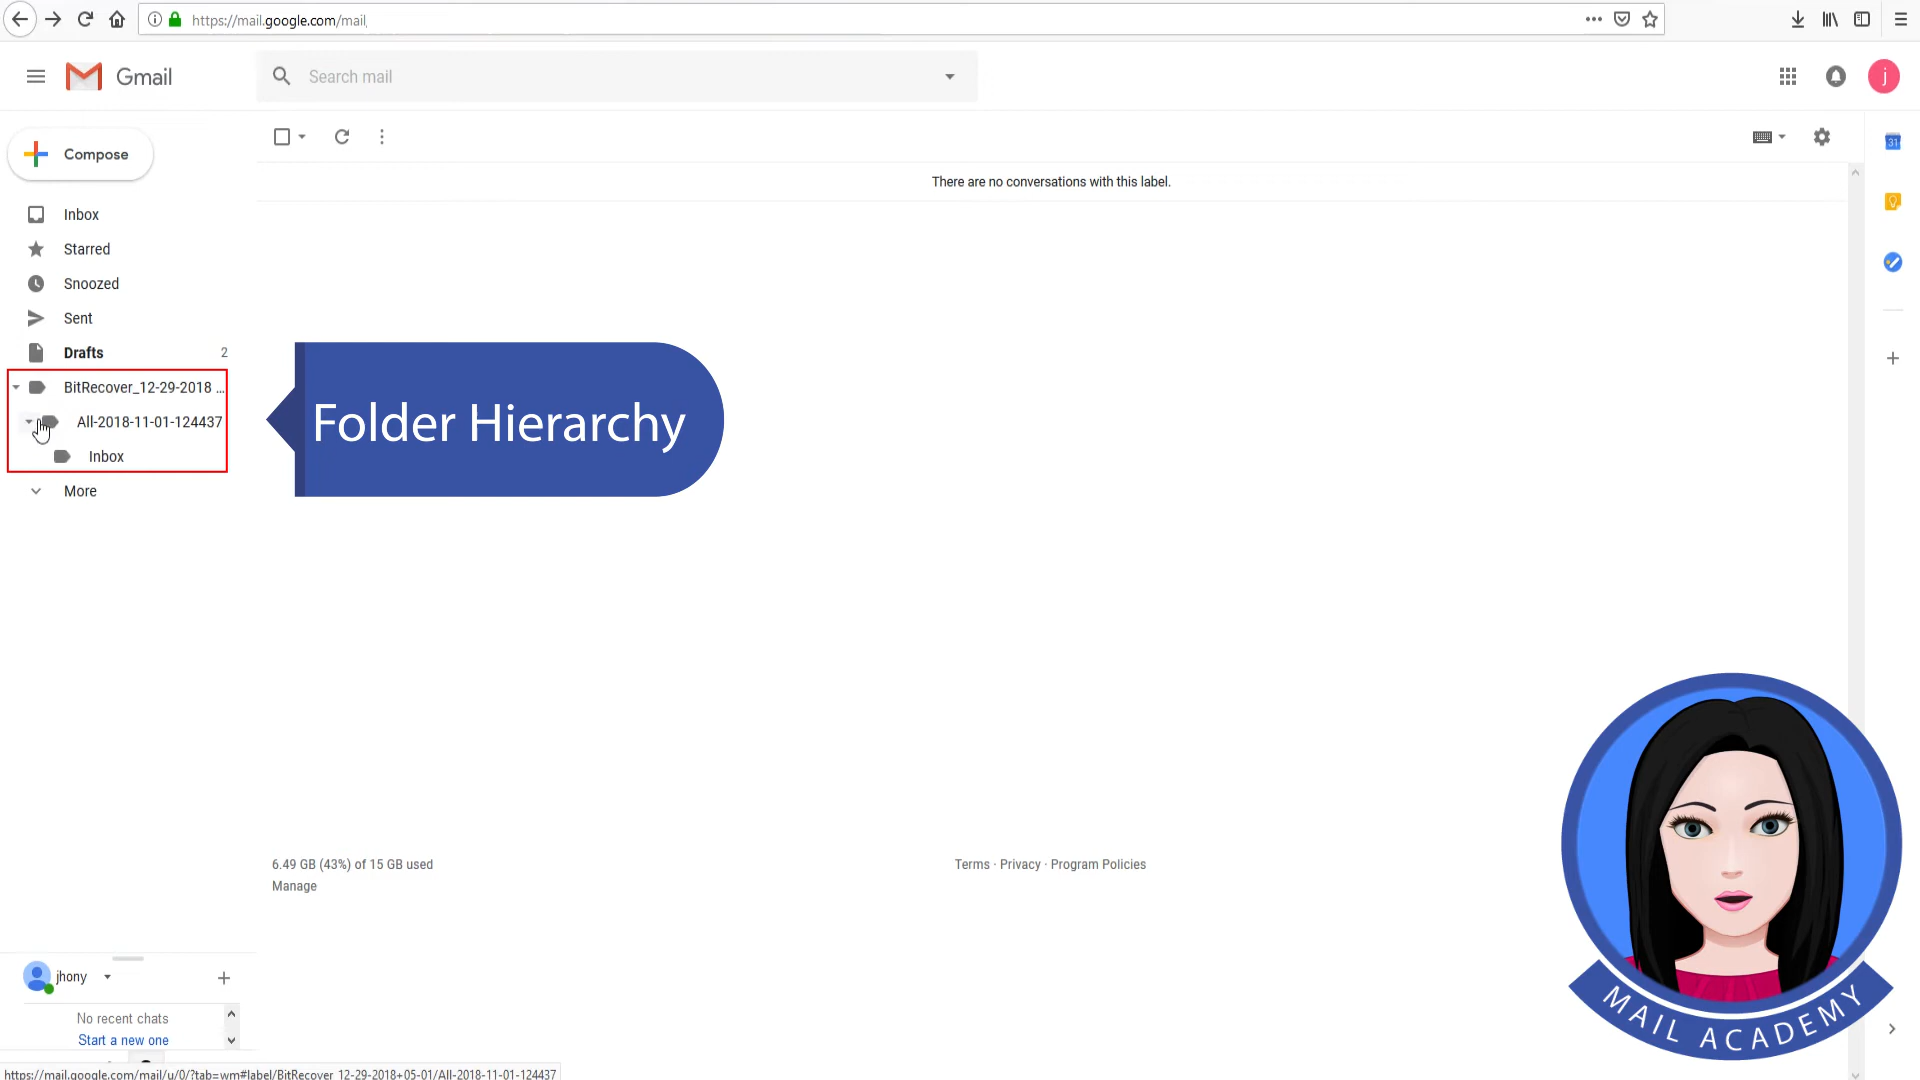 https://mail.google.com/mail
Gmail
Search mail
j
Compose
31
There are no conversations with this label.
Inbox
Starred
Snoozed
Sent
Drafts 2
BitRecover_12-29-2018 ...
All-2018-11-01-124437
Inbox
More
Folder Hierarchy
6.49 GB (43%) of 15 GB used
Manage
Terms · Privacy · Program Policies
jhony
No recent chats
Start a new one
MAIL ACADEMY
https://mail.google.com/mail/u/0/?tab=wm#label/BitRecover_12-29-2018+05-01/All-2018-11-01-124437